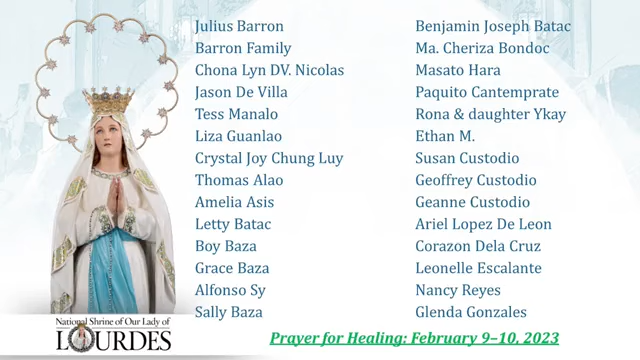 Julius Barron
Barron Family
Chona Lyn DV. Nicolas
Jason De Villa
Tess Manalo
Liza Guanlao
Crystal Joy Chung Luy
Thomas Alao
Amelia Asis
Letty Batac
Boy Baza
Grace Baza
Alfonso Sy
Sally Baza
Benjamin Joseph Batac
Ma. Cheriza Bondoc
Masato Hara
Paquito Cantemprate
Rona & daughter Ykay
Ethan M.
Susan Custodio
Geoffrey Custodio
Geanne Custodio
Ariel Lopez De Leon
Corazon Dela Cruz
Leonelle Escalante
Nancy Reyes
Glenda Gonzales
National Shrine of Our Lady of
LOURDES
Prayer for Healing: February 9–10, 2023